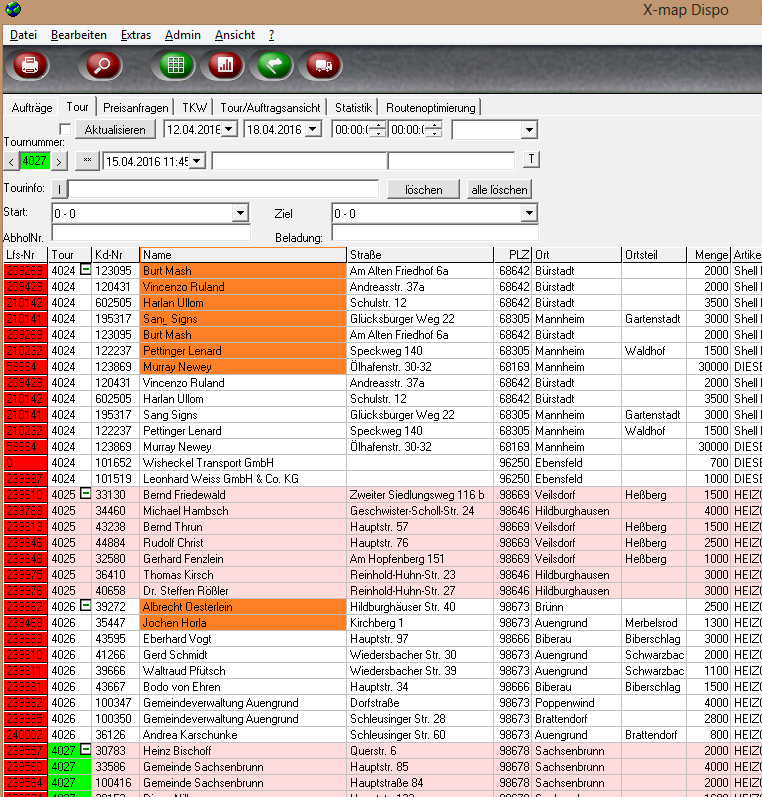 X-map Dispo
Datei Bearbeiten Extras Admin Ansicht ?
Aufträge Tour Preisanfragen TKW Tour/Auftragsansicht Statistik Routenoptimierung
Aktualisieren 12.04.2016 18.04.2016 00:00:( 00:00:(
Tournummer:
< 4027 > ** 15.04.2016 11:45 T
Tourinfo: I löschen alle löschen
Start: 0 - 0 Ziel 0 - 0
AbholNr. Beladung:
Lfs-Nr Tour Kd-Nr Name Straße PLZ Ort Ortsteil Menge Artike
209269 4024 123095 Burt Mash Am Alten Friedhof 6a 68642 Bürstadt 2000 Shell
209429 4024 120431 Vincenzo Ruland Andreasstr. 37a 68642 Bürstadt 2000 Shell
210142 4024 602505 Harlan Ullom Schulstr. 12 68642 Bürstadt 3500 Shell
210141 4024 195317 Sang Signs Glücksburger Weg 22 68305 Mannheim Gartenstadt 3000 Shell
209269 4024 123095 Burt Mash Am Alten Friedhof 6a 68642 Bürstadt 2000 Shell
210232 4024 122237 Pettinger Lenard Speckweg 140 68305 Mannheim Waldhof 1500 Shell
58664 4024 123869 Murray Newey Ölhafenstr. 30-32 68169 Mannheim 30000 DIESE
209429 4024 120431 Vincenzo Ruland Andreasstr. 37a 68642 Bürstadt 2000 Shell
210142 4024 602505 Harlan Ullom Schulstr. 12 68642 Bürstadt 3500 Shell
210141 4024 195317 Sang Signs Glücksburger Weg 22 68305 Mannheim Gartenstadt 3000 Shell
210232 4024 122237 Pettinger Lenard Speckweg 140 68305 Mannheim Waldhof 1500 Shell
58664 4024 123869 Murray Newey Ölhafenstr. 30-32 68169 Mannheim 30000 DIESE
0 4024 101652 Wisheckel Transport GmbH 96250 Ebensfeld 700 DIESE
239987 4024 101519 Leonhard Weiss GmbH & Co. KG 96250 Ebensfeld 1000 DIESE
239610 4025 33130 Bernd Friedewald Zweiter Siedlungsweg 116 b 98669 Veilsdorf Heßberg 1500 HEIZO
239788 4025 34460 Michael Hambsch Geschwister-Scholl-Str. 24 98646 Hildburghausen 4000 HEIZO
239813 4025 43238 Bernd Thrun Hauptstr. 57 98669 Veilsdorf Heßberg 1500 HEIZO
239846 4025 44884 Rudolf Christ Hauptstr. 76 98669 Veilsdorf Heßberg 2500 HEIZO
239848 4025 32580 Gerhard Fenzlein Am Hopfenberg 151 98669 Veilsdorf Heßberg 1000 HEIZO
239975 4025 36410 Thomas Kirsch Reinhold-Huhn-Str. 23 98646 Hildburghausen 3000 HEIZO
239976 4025 40658 Dr. Steffen Rößler Reinhold-Huhn-Str. 27 98646 Hildburghausen 3000 HEIZO
239862 4026 39272 Albrecht Oesterlein Hildburghäuser Str. 40 98673 Brünn 2500 HEIZO
239468 4026 35447 Jochen Horla Kirchberg 1 98673 Auengrund Merbelsrod 1300 HEIZO
239683 4026 43595 Eberhard Vogt Hauptstr. 97 98666 Biberau Biberschlag 3000 HEIZO
239810 4026 41266 Gerd Schmidt Wiedersbacher Str. 30 98673 Auengrund Schwarzbac 2000 HEIZO
239811 4026 39666 Waltraud Pfütsch Wiedersbacher Str. 39 98673 Auengrund Schwarzbac 1100 HEIZO
239881 4026 43667 Bodo von Ehren Hauptstr. 34 98666 Biberau Biberschlag 1500 HEIZO
239982 4026 100347 Gemeindeverwaltung Auengrund Dorfstraße 98673 Poppenwind 4000 HEIZO
239985 4026 100350 Gemeindeverwaltung Auengrund Schleusinger Str. 28 98673 Brattendorf 2800 HEIZO
240002 4026 36126 Andrea Karschunke Schleusinger Str. 60 98673 Auengrund Brattendorf 800 HEIZO
239557 4027 30783 Heinz Bischoff Querstr. 6 98678 Sachsenbrunn 2000 HEIZO
239580 4027 33586 Gemeinde Sachsenbrunn Hauptstr. 85 98678 Sachsenbrunn 4000 HEIZO
239584 4027 100416 Gemeinde Sachsenbrunn Hauptstraße 84 98678 Sachsenbrunn 2000 HEIZO